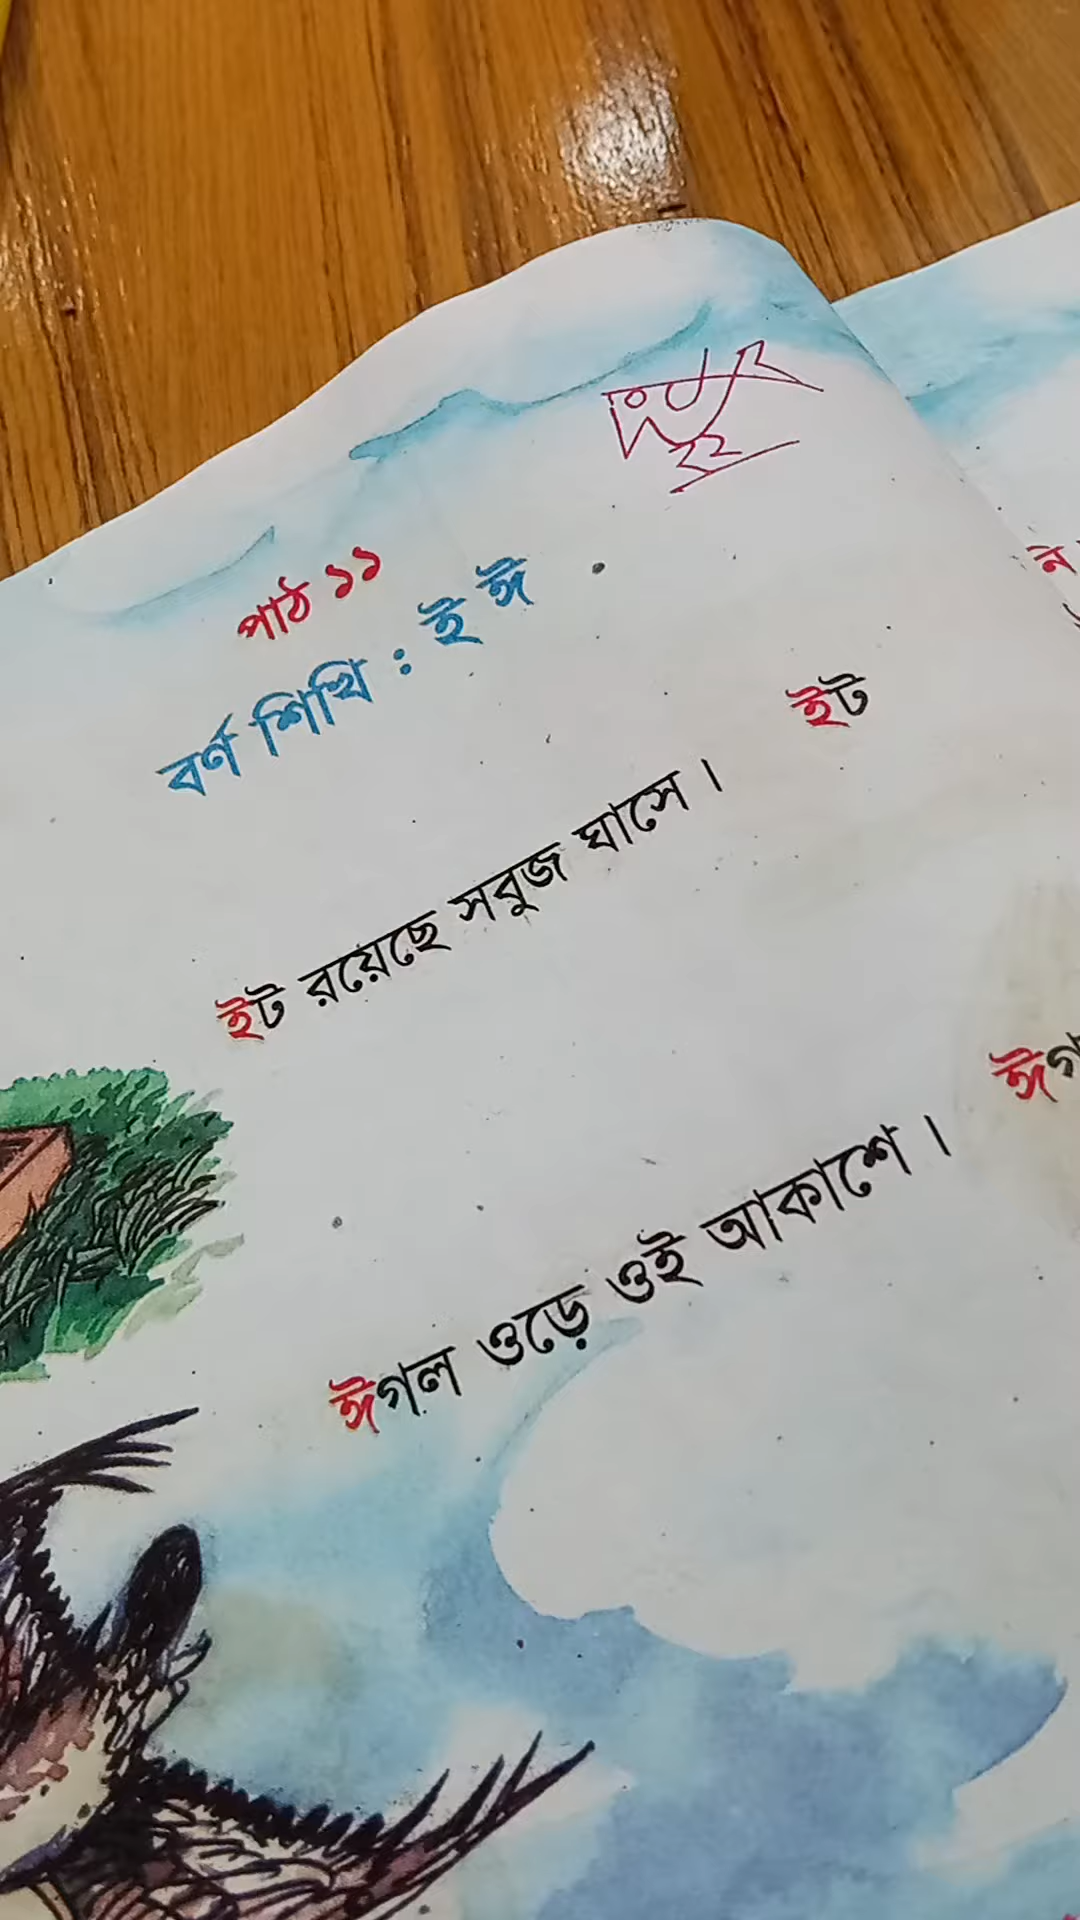 পাঠ ১১
বর্ণ শিখি : ই ঈ
ইট
ইট রয়েছে সবুজ ঘাসে।
ঈগল ওড়ে ওই আকাশে।